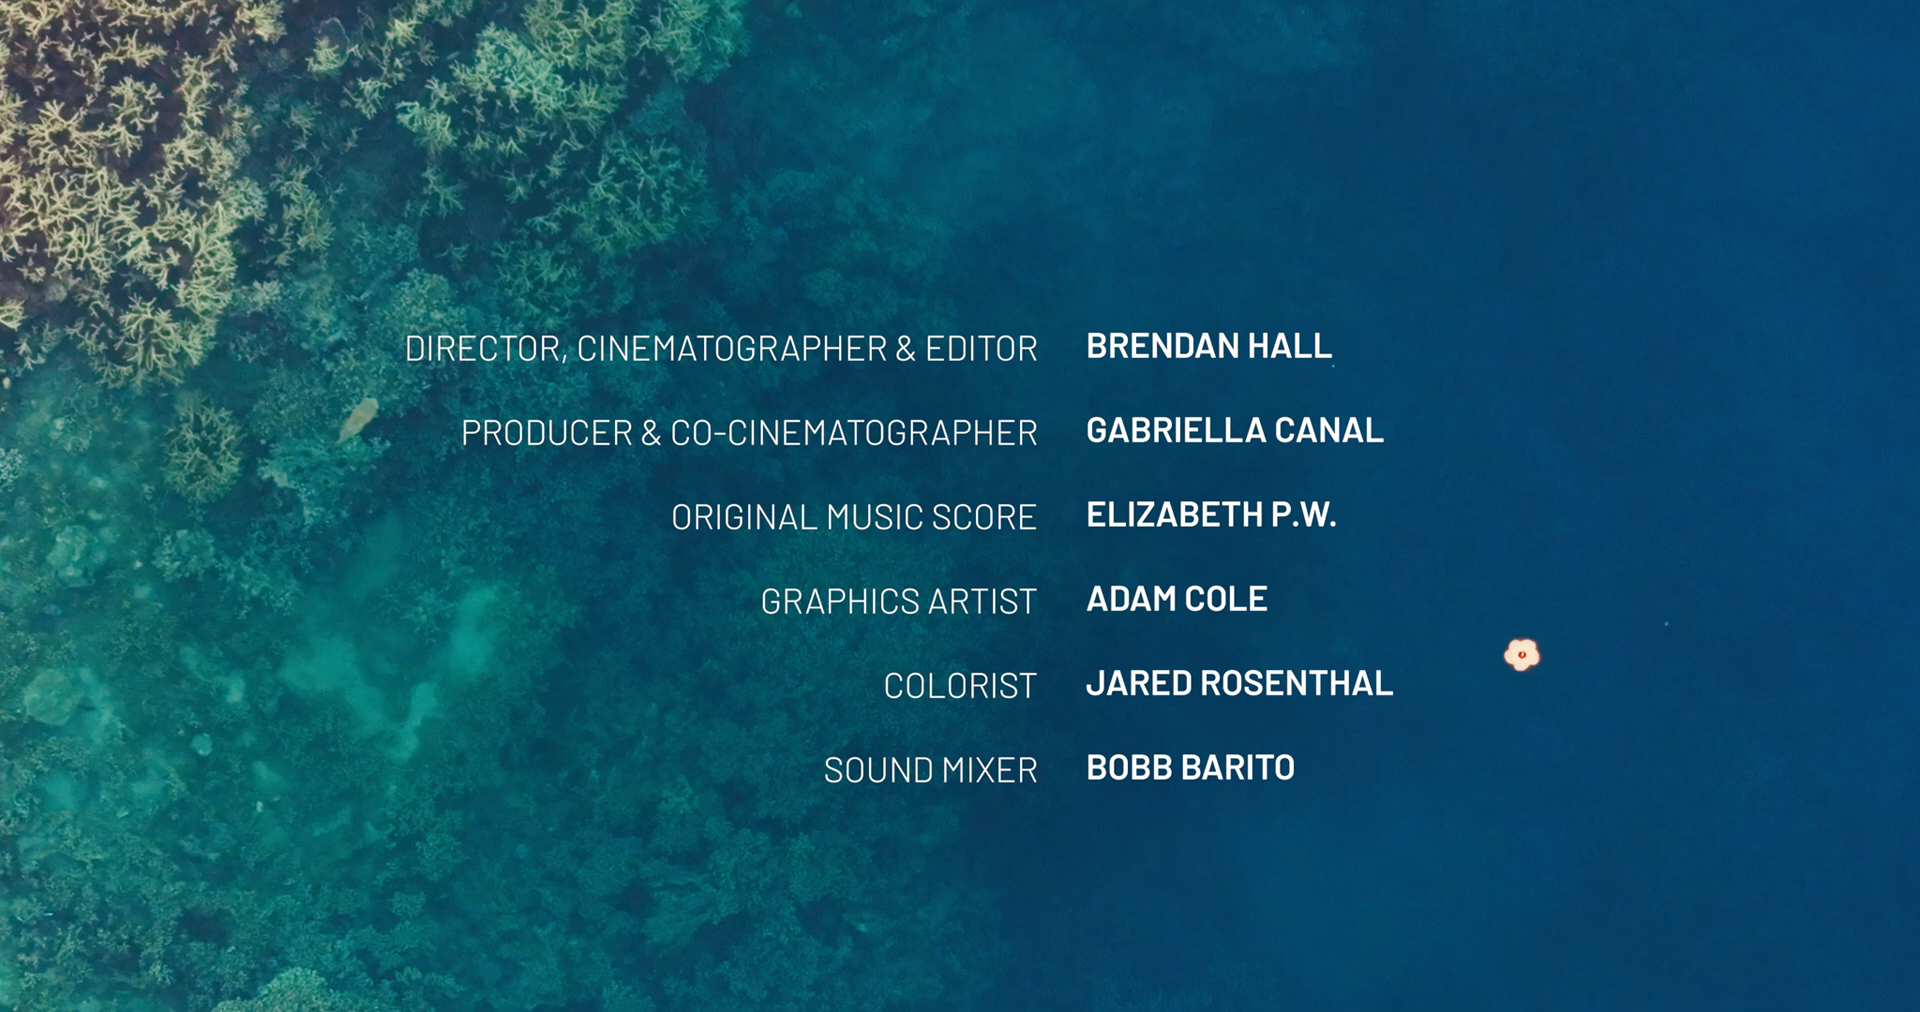 DIRECTOR, CINEMATOGRAPHER & EDITOR BRENDAN HALL
PRODUCER & CO-CINEMATOGRAPHER GABRIELLA CANAL
ORIGINAL MUSIC SCORE ELIZABETH P.W.
GRAPHICS ARTIST ADAM COLE
COLORIST JARED ROSENTHAL
SOUND MIXER BOBB BARITO